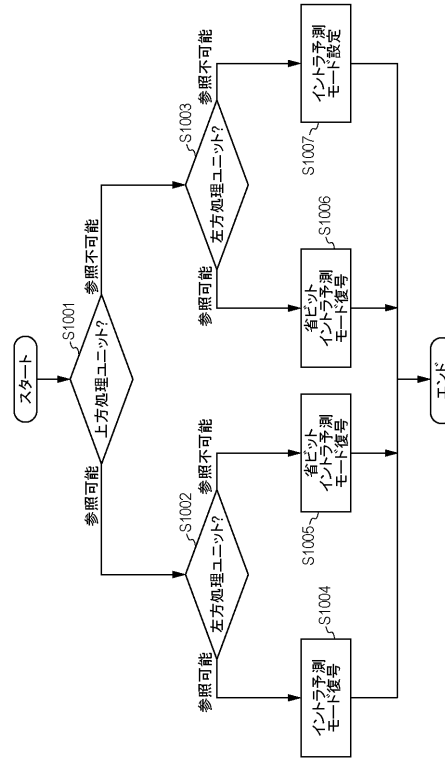 スタート
S1001
上方処理ユニット?
参照可能
参照不可能
S1002
左方処理ユニット?
参照可能
参照不可能
S1003
左方処理ユニット?
参照可能
参照不可能
S1004
イントラ予測
モード復号
S1005
省ビット
イントラ予測
モード復号
S1006
省ビット
イントラ予測
モード復号
S1007
イントラ予測
モード設定
エンド